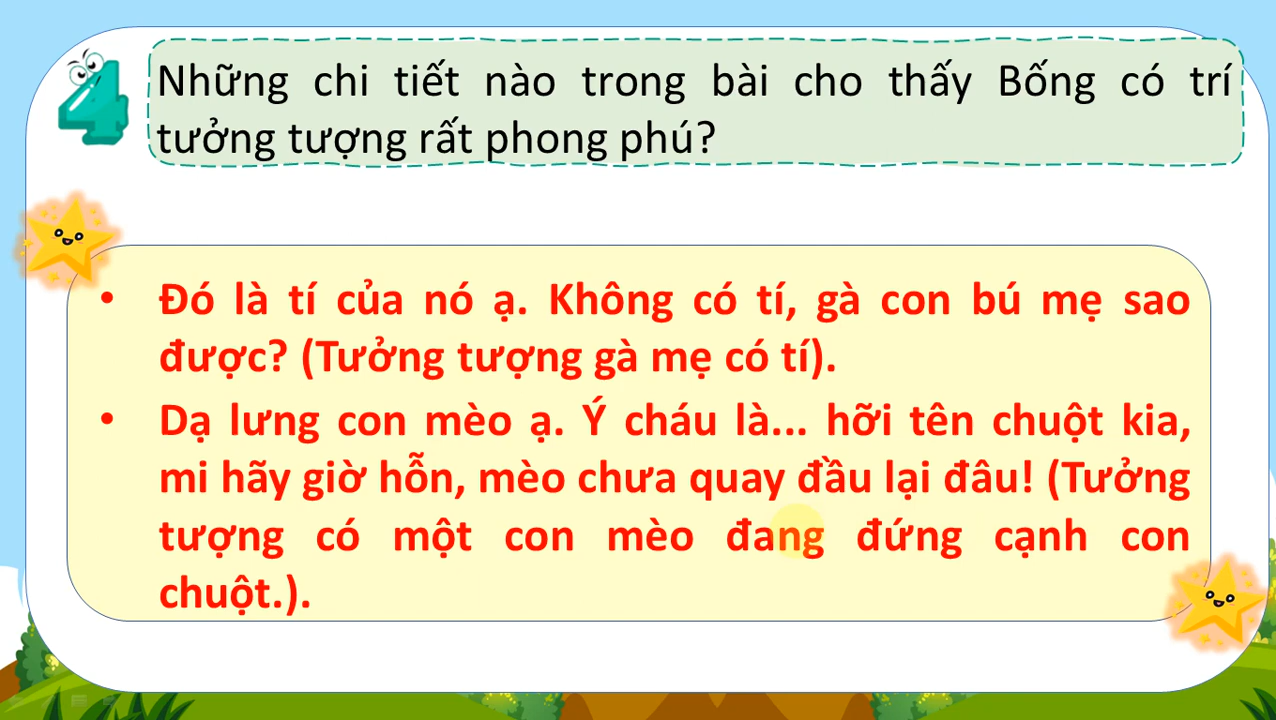 4
Những chi tiết nào trong bài cho thấy Bống có trí
tưởng tượng rất phong phú?
• Đó là tí của nó ạ. Không có tí, gà con bú mẹ sao
được? (Tưởng tượng gà mẹ có tí).
• Dạ lưng con mèo ạ. Ý cháu là... hỡi tên chuột kia,
mi hãy giờ hỗn, mèo chưa quay đầu lại đâu! (Tưởng
tượng có một con mèo đang đứng cạnh con
chuột.).